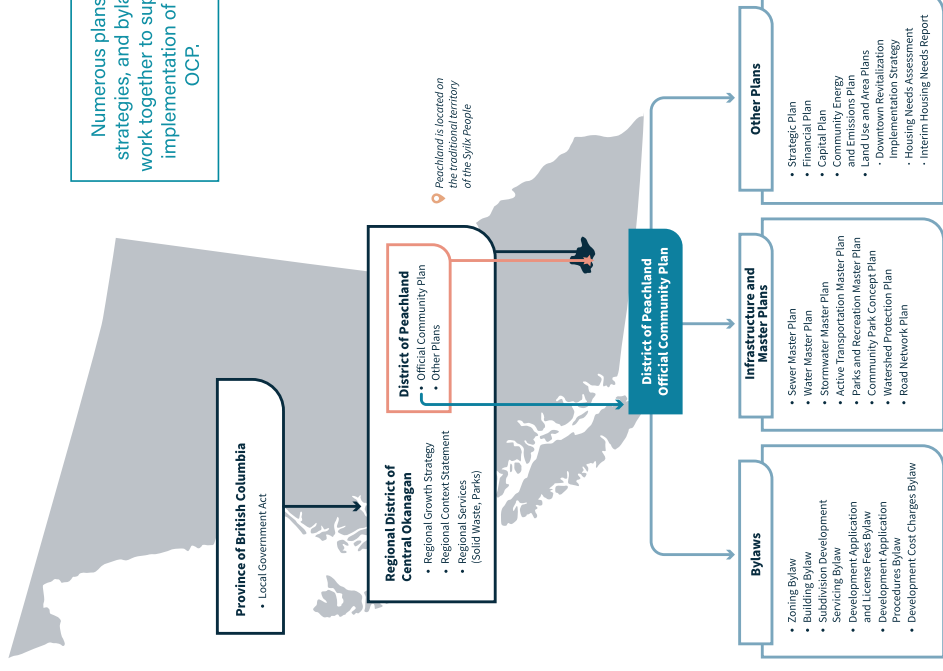 Numerous plans
strategies, and byla
work together to sup
implementation of
OCP.
Province of British Columbia
• Local Government Act
Regional District of
Central Okanagan
• Regional Growth Strategy
• Regional Context Statement
• Regional Services
(Solid Waste, Parks)
District of Peachland
• Official Community Plan
• Other Plans
Peachland is located on
the traditional territory
of the Syilx People
District of Peachland
Official Community Plan
Bylaws
• Zoning Bylaw
• Building Bylaw
• Subdivision Development
Servicing Bylaw
• Development Application
and License Fees Bylaw
• Development Application
Procedures Bylaw
• Development Cost Charges Bylaw
Infrastructure and
Master Plans
• Sewer Master Plan
• Water Master Plan
• Stormwater Master Plan
• Active Transportation Master Plan
• Parks and Recreation Master Plan
• Community Park Concept Plan
• Watershed Protection Plan
• Road Network Plan
Other Plans
• Strategic Plan
• Financial Plan
• Capital Plan
• Community Energy
and Emissions Plan
• Land Use and Area Plans
· Downtown Revitalization
Implementation Strategy
· Housing Needs Assessment
· Interim Housing Needs Report